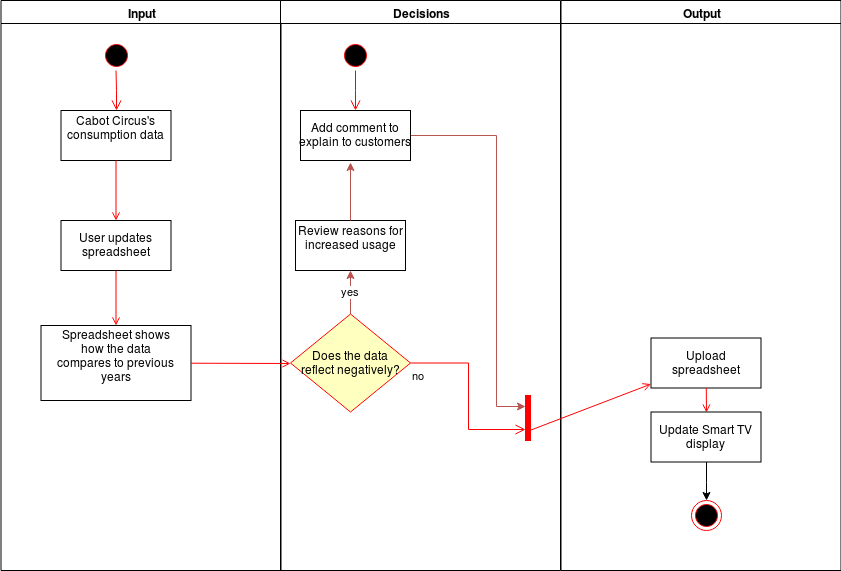 Input
Decisions
Output
Cabot Circus's
consumption data
User updates
spreadsheet
Spreadsheet shows
how the data
compares to previous
years
Add comment to
explain to customers
Review reasons for
increased usage
yes
Does the data
reflect negatively?
no
Upload
spreadsheet
Update Smart TV
display